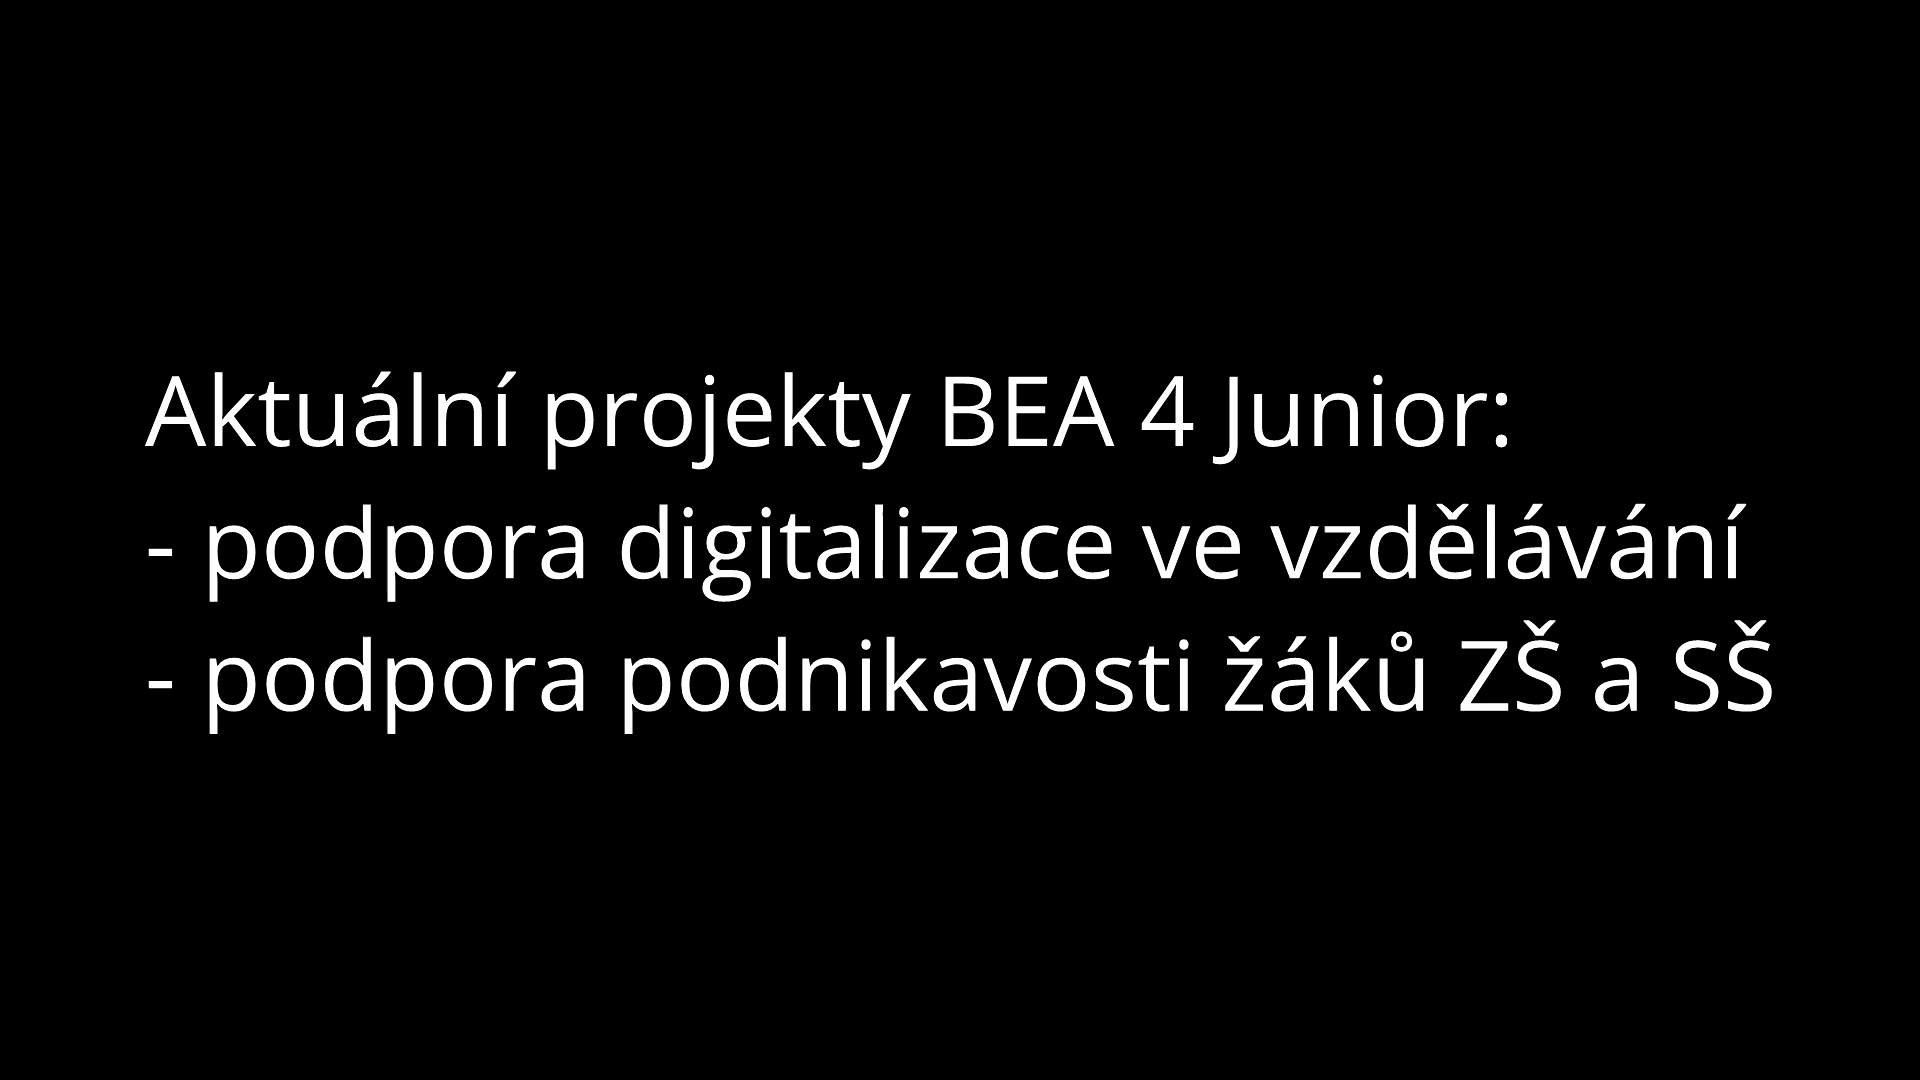 Aktuální projekty BEA 4 Junior:
- podpora digitalizace ve vzdělávání
- podpora podnikavosti žáků ZŠ a SŠ